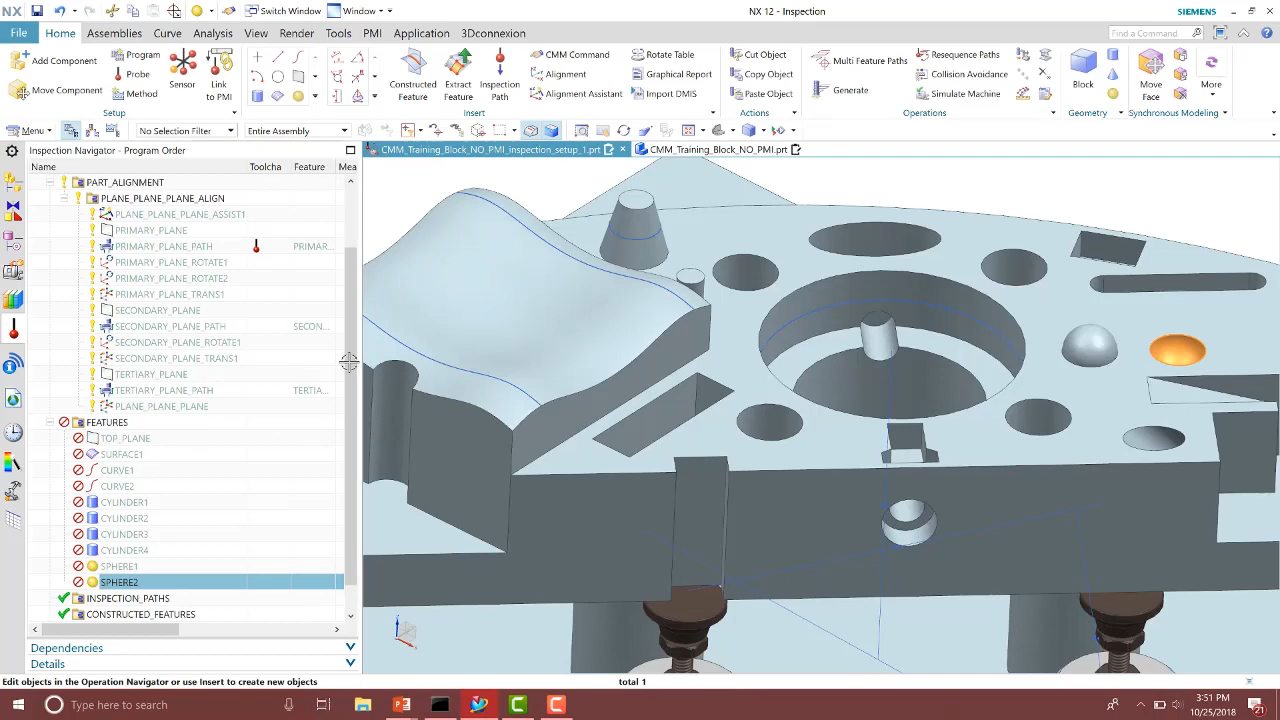 NX
Switch Window
Window
NX 12 - Inspection
SIEMENS
File
Home
Assemblies
Curve
Analysis
View
Render
Tools
PMI
Application
3Dconnexion
Find a Command
Add Component
Move Component
Program
Probe
Method
Sensor
Link to PMI
Setup
Constructed Feature
Extract Feature
Inspection Path
CMM Command
Alignment
Alignment Assistant
Rotate Table
Graphical Report
Import DMIS
Insert
Cut Object
Copy Object
Paste Object
Actions
Multi Feature Paths
Generate
Resequence Paths
Collision Avoidance
Simulate Machine
Operations
Block
Geometry
Move Face
More
Synchronous Modeling
Menu
No Selection Filter
Entire Assembly
Inspection Navigator - Program Order
CMM_Training_Block_NO_PMI_inspection_setup_1.prt
CMM_Training_Block_NO_PMI.prt
Name Toolcha Feature Mea
PART_ALIGNMENT
PLANE_PLANE_PLANE_ALIGN
PLANE_PLANE_PLANE_ASSIST1
PRIMARY_PLANE
PRIMARY_PLANE_PATH PRIMAR...
PRIMARY_PLANE_ROTATE1
PRIMARY_PLANE_ROTATE2
PRIMARY_PLANE_TRANS1
SECONDARY_PLANE
SECONDARY_PLANE_PATH SECON...
SECONDARY_PLANE_ROTATE1
SECONDARY_PLANE_TRANS1
TERTIARY_PLANE
TERTIARY_PLANE_PATH TERTIA...
PLANE_PLANE_PLANE
FEATURES
TOP_PLANE
SURFACE1
CURVE1
CURVE2
CYLINDER1
CYLINDER2
CYLINDER3
CYLINDER4
SPHERE1
SPHERE2
INSPECTION_PATHS
CONSTRUCTED_FEATURES
Dependencies
Details
Edit objects in the Operation Navigator or use Insert to create new objects
total 1
Type here to search
3:51 PM
10/25/2018
21